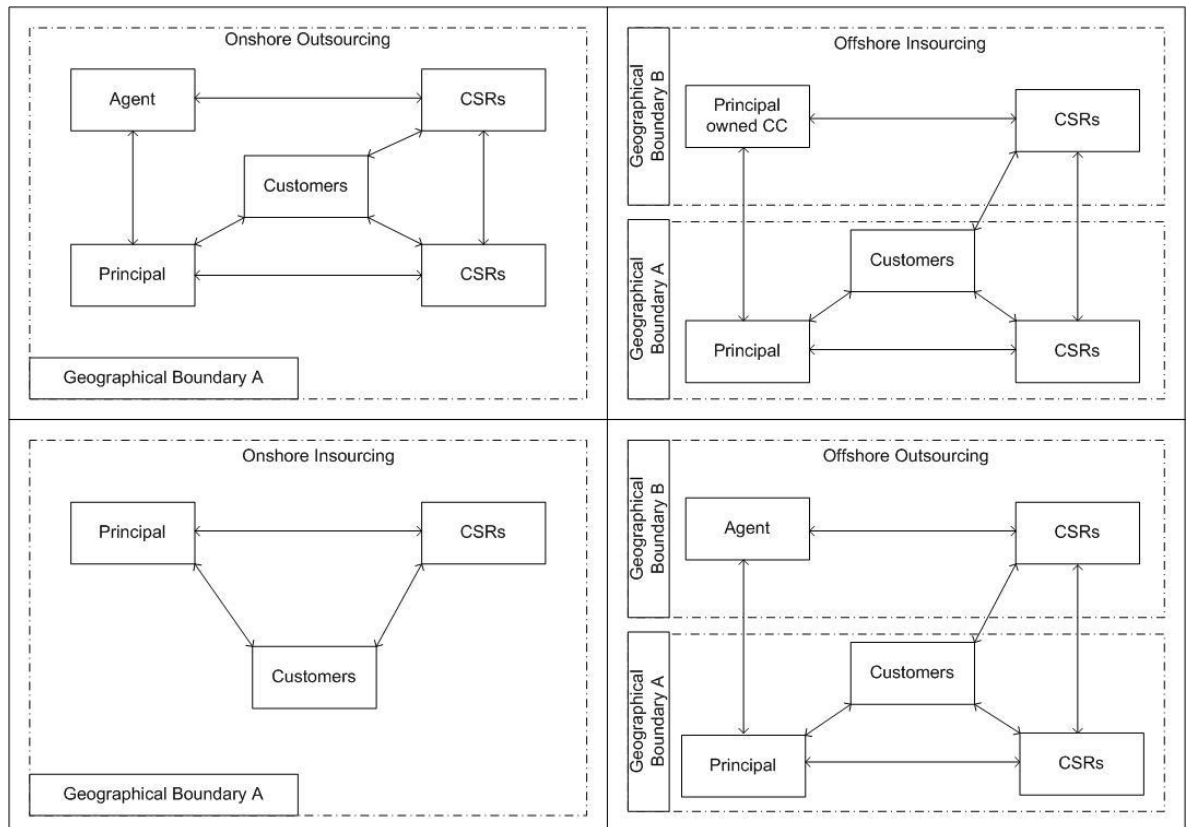 Onshore Outsourcing
Agent
CSRs
Customers
Principal
CSRs
Geographical Boundary A
Offshore Insourcing
Geographical
Boundary B
Principal
owned CC
CSRs
Geographical
Boundary A
Customers
Principal
CSRs
Onshore Insourcing
Principal
CSRs
Customers
Geographical Boundary A
Offshore Outsourcing
Geographical
Boundary B
Agent
CSRs
Geographical
Boundary A
Customers
Principal
CSRs